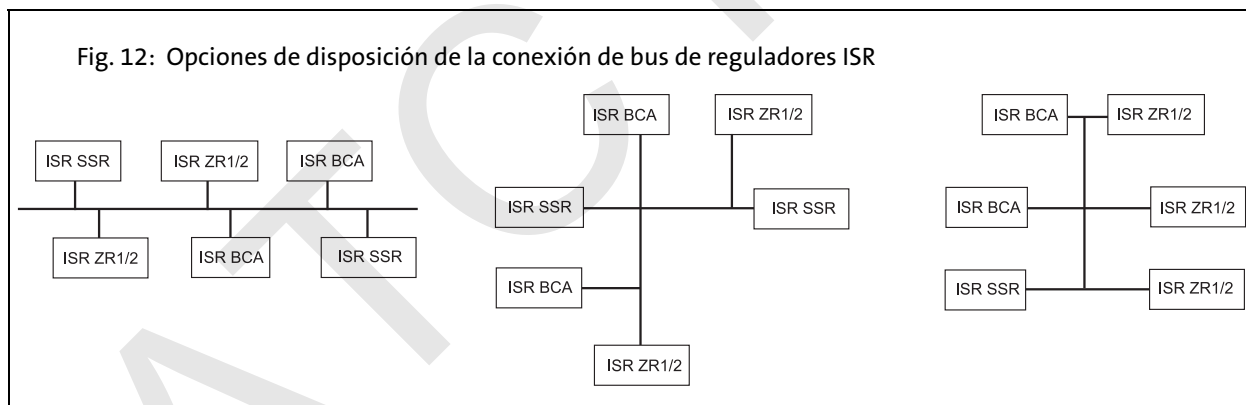 Fig. 12: Opciones de disposición de la conexión de bus de reguladores ISR
ISR SSR
ISR ZR1/2
ISR BCA
ISR ZR1/2
ISR BCA
ISR SSR
ISR BCA
ISR ZR1/2
ISR SSR
ISR SSR
ISR BCA
ISR ZR1/2
ISR BCA
ISR ZR1/2
ISR BCA
ISR ZR1/2
ISR SSR
ISR ZR1/2